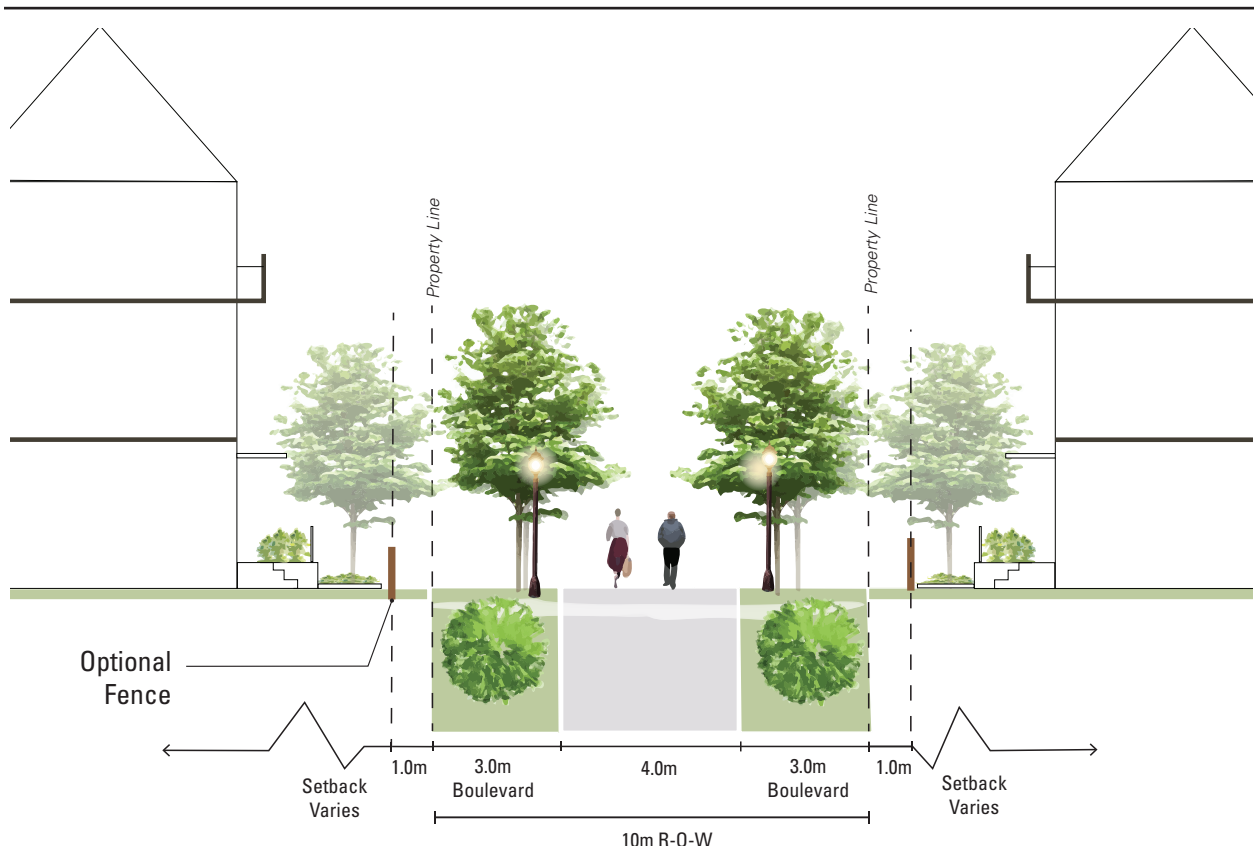 Property Line
Property Line
Optional
Fence
1.0m
3.0m
Boulevard
4.0m
3.0m
Boulevard
1.0m
Setback
Varies
Setback
Varies
10m R-O-W